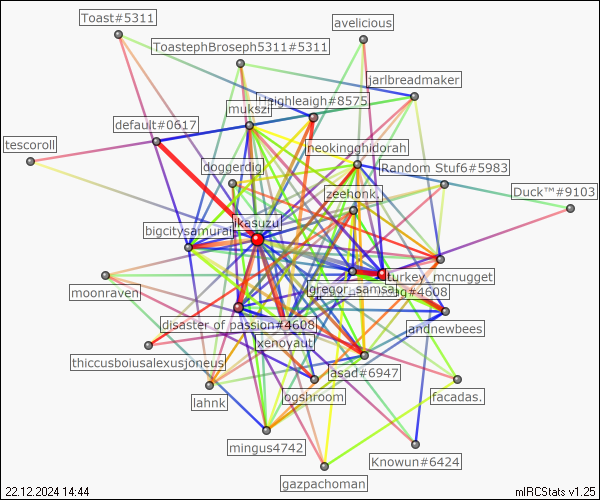 Toast#5311
avelicious
ToastephBroseph5311#5311
jarlbreadmaker
mukszi
#8575
default#0617
neokingghidorah
tescoroll
doggerdig
Random Stuf6#5983
zeehonk.
Duck™#9103
ikasuzu
bigcitysamurai
turkey_mcnugget
moonraven
gregor_samsa
#4608
disaster of passion#4608
andnewbees
xenoyaut
thiccusboiusalexusjoneus
asad#6947
lahnk
ogshroom
facadas.
mingus4742
Knowun#6424
gazpachoman
22.12.2024 14:44
mIRCStats v1.25